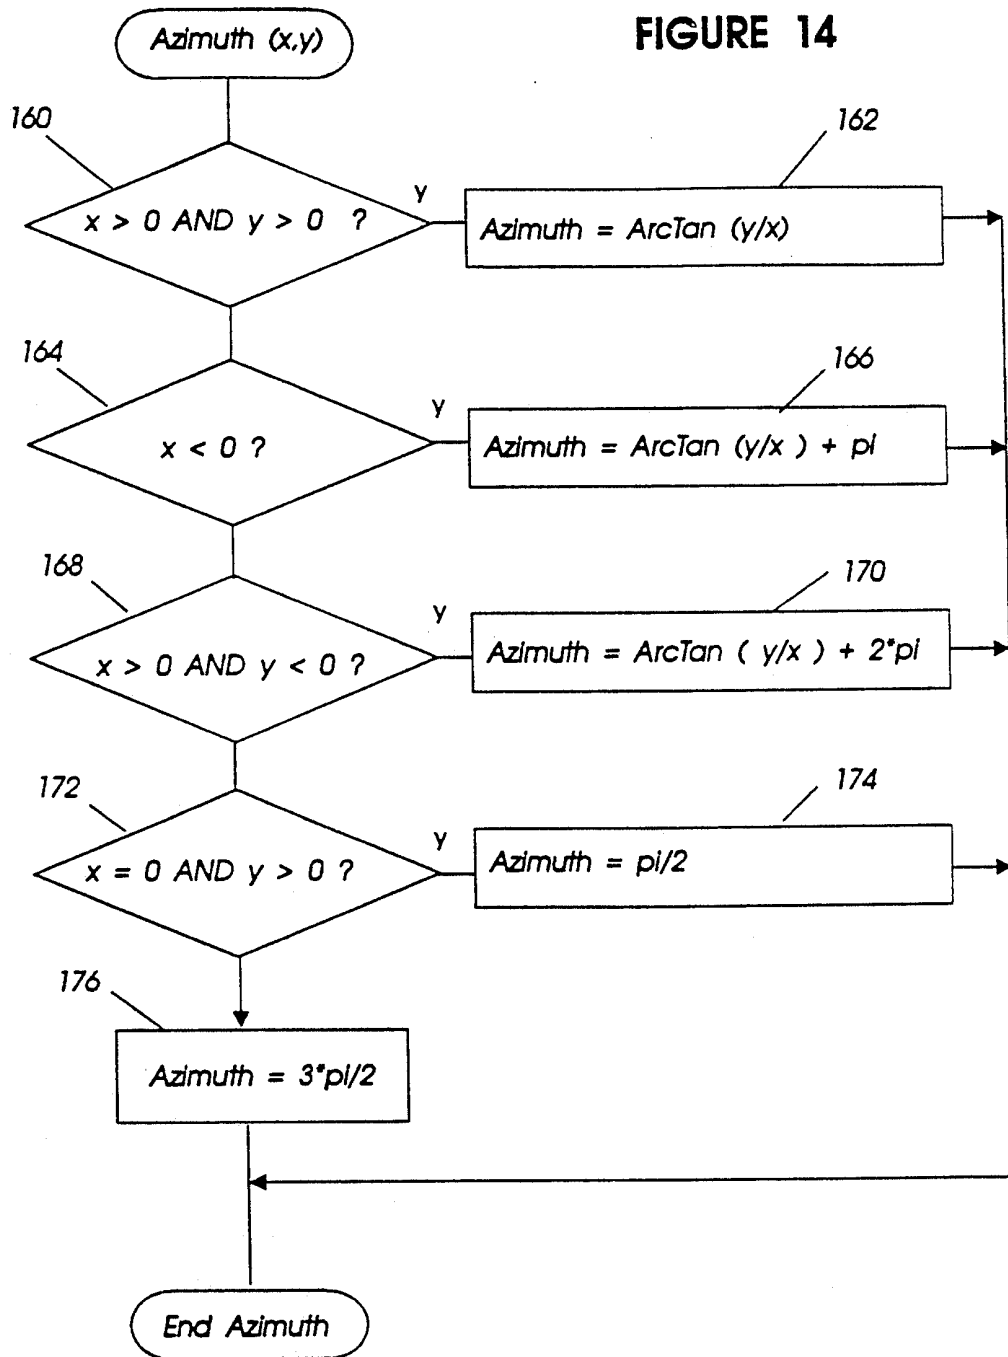 FIGURE 14
Azimuth (x,y)
160
162
x > 0 AND y > 0 ?
y
Azimuth = ArcTan (y/x)
164
166
x < 0 ?
y
Azimuth = ArcTan (y/x ) + pi
168
170
x > 0 AND y < 0 ?
y
Azimuth = ArcTan ( y/x ) + 2*pi
172
174
x = 0 AND y > 0 ?
y
Azimuth = pi/2
176
Azimuth = 3*pi/2
End Azimuth